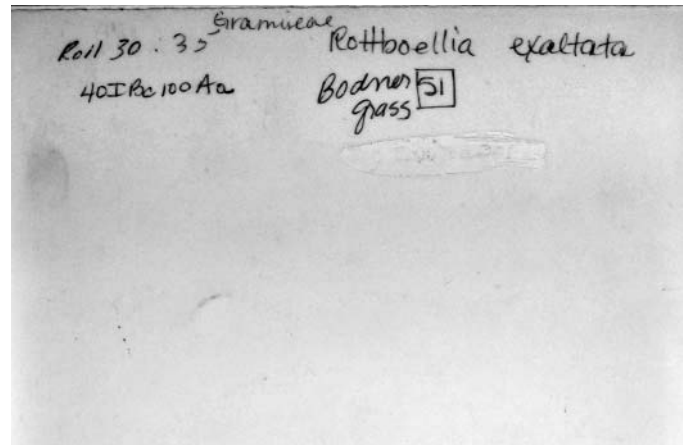 Gramineae
Roll 30 : 35 Rottboellia exaltata
40IBc100Aa Bodner 51
grass